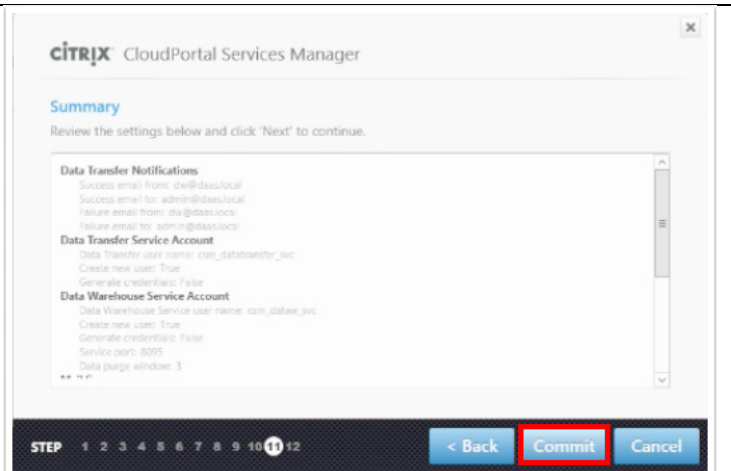 CİTRIX CloudPortal Services Manager
Summary
Review the settings below and click 'Next' to continue.
Data Transfer Notifications
Success email from: dw@daas.local
Success email to: admin@daas.local
Failure email from: dw@daas.local
Failure email to: admin@daas.local
Data Transfer Service Account
Data Transfer user name: csm_datatransfer_svc
Create new user: True
Generate credentials: False
Data Warehouse Service Account
Data Warehouse Service user name: csm_dataw_svc
Create new user: True
Generate credentials: False
Service port: 8095
Data purge window: 3
STEP 1 2 3 4 5 6 7 8 9 10 11 12 < Back Commit Cancel